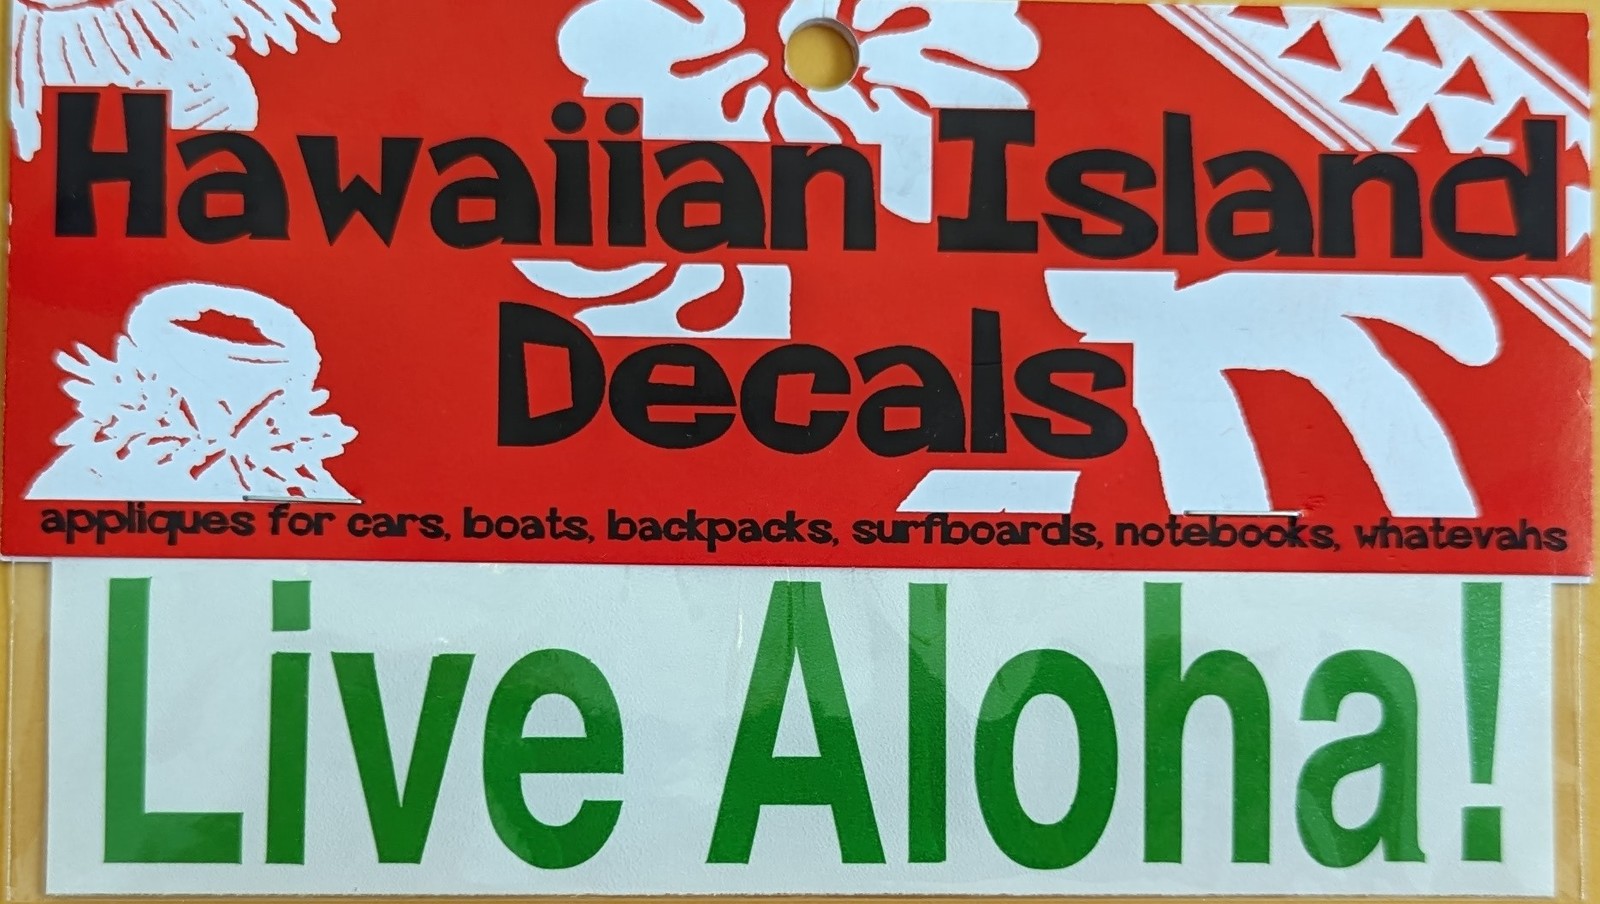 Hawaiian Island
Decals
appliques for cars, boats, backpacks, surfboards, notebooks, whatevahs
Live Aloha!